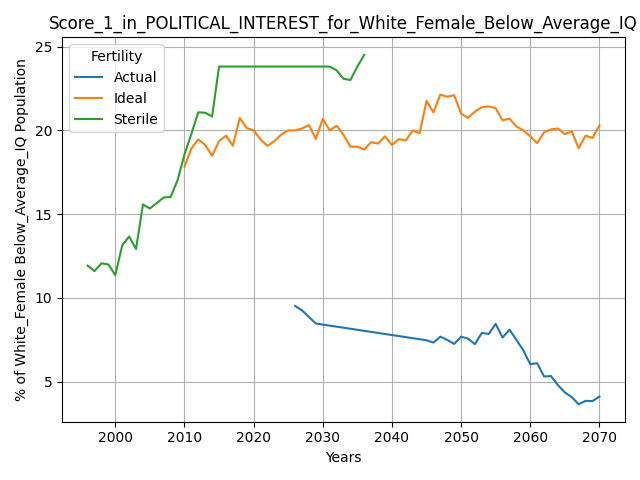 Score_1_in_POLITICAL_INTEREST_for_White_Female_Below_Average_IQ
% of White_Female Below_Average_IQ Population
25
20
15
10
5
Fertility
Actual
Ideal
Sterile
2000 2010 2020 2030 2040 2050 2060 2070
Years